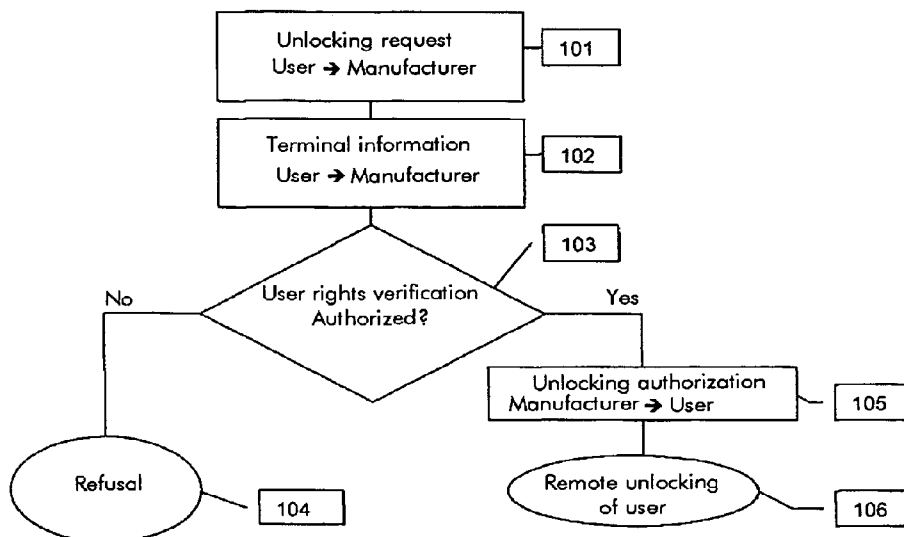 Unlocking request
User → Manufacturer
101
Terminal information
User → Manufacturer
102
103
User rights verification
Authorized?
No
Yes
Unlocking authorization
Manufacturer → User
105
Refusal
104
Remote unlocking
of user
106